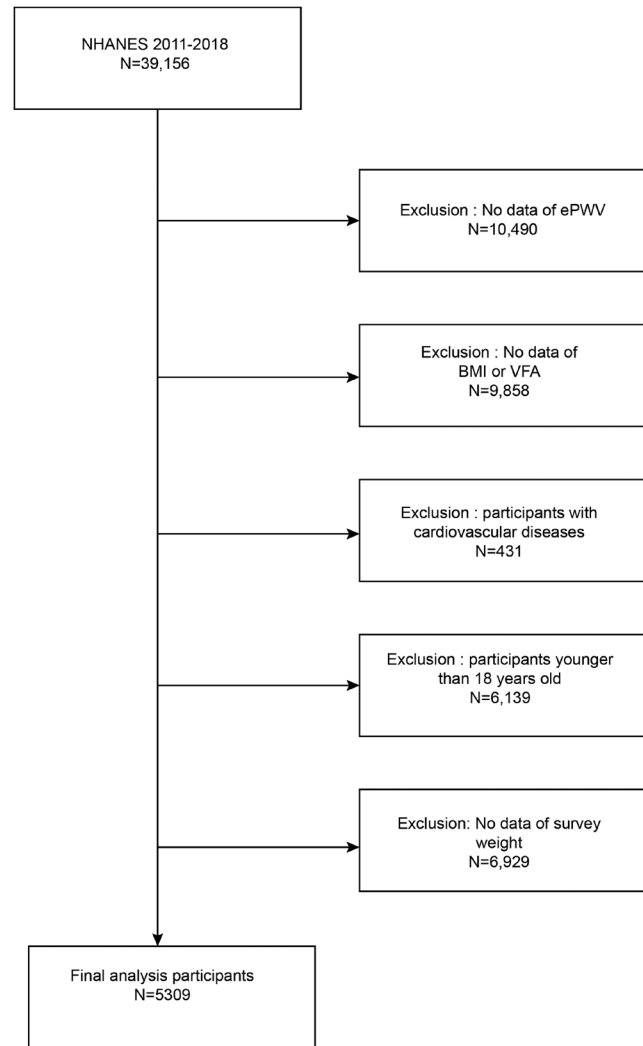 NHANES 2011-2018
N=39,156
Exclusion : No data of ePWV
N=10,490
Exclusion : No data of
BMI or VFA
N=9,858
Exclusion : participants with
cardiovascular diseases
N=431
Exclusion : participants younger
than 18 years old
N=6,139
Exclusion: No data of survey
weight
N=6,929
Final analysis participants
N=5309